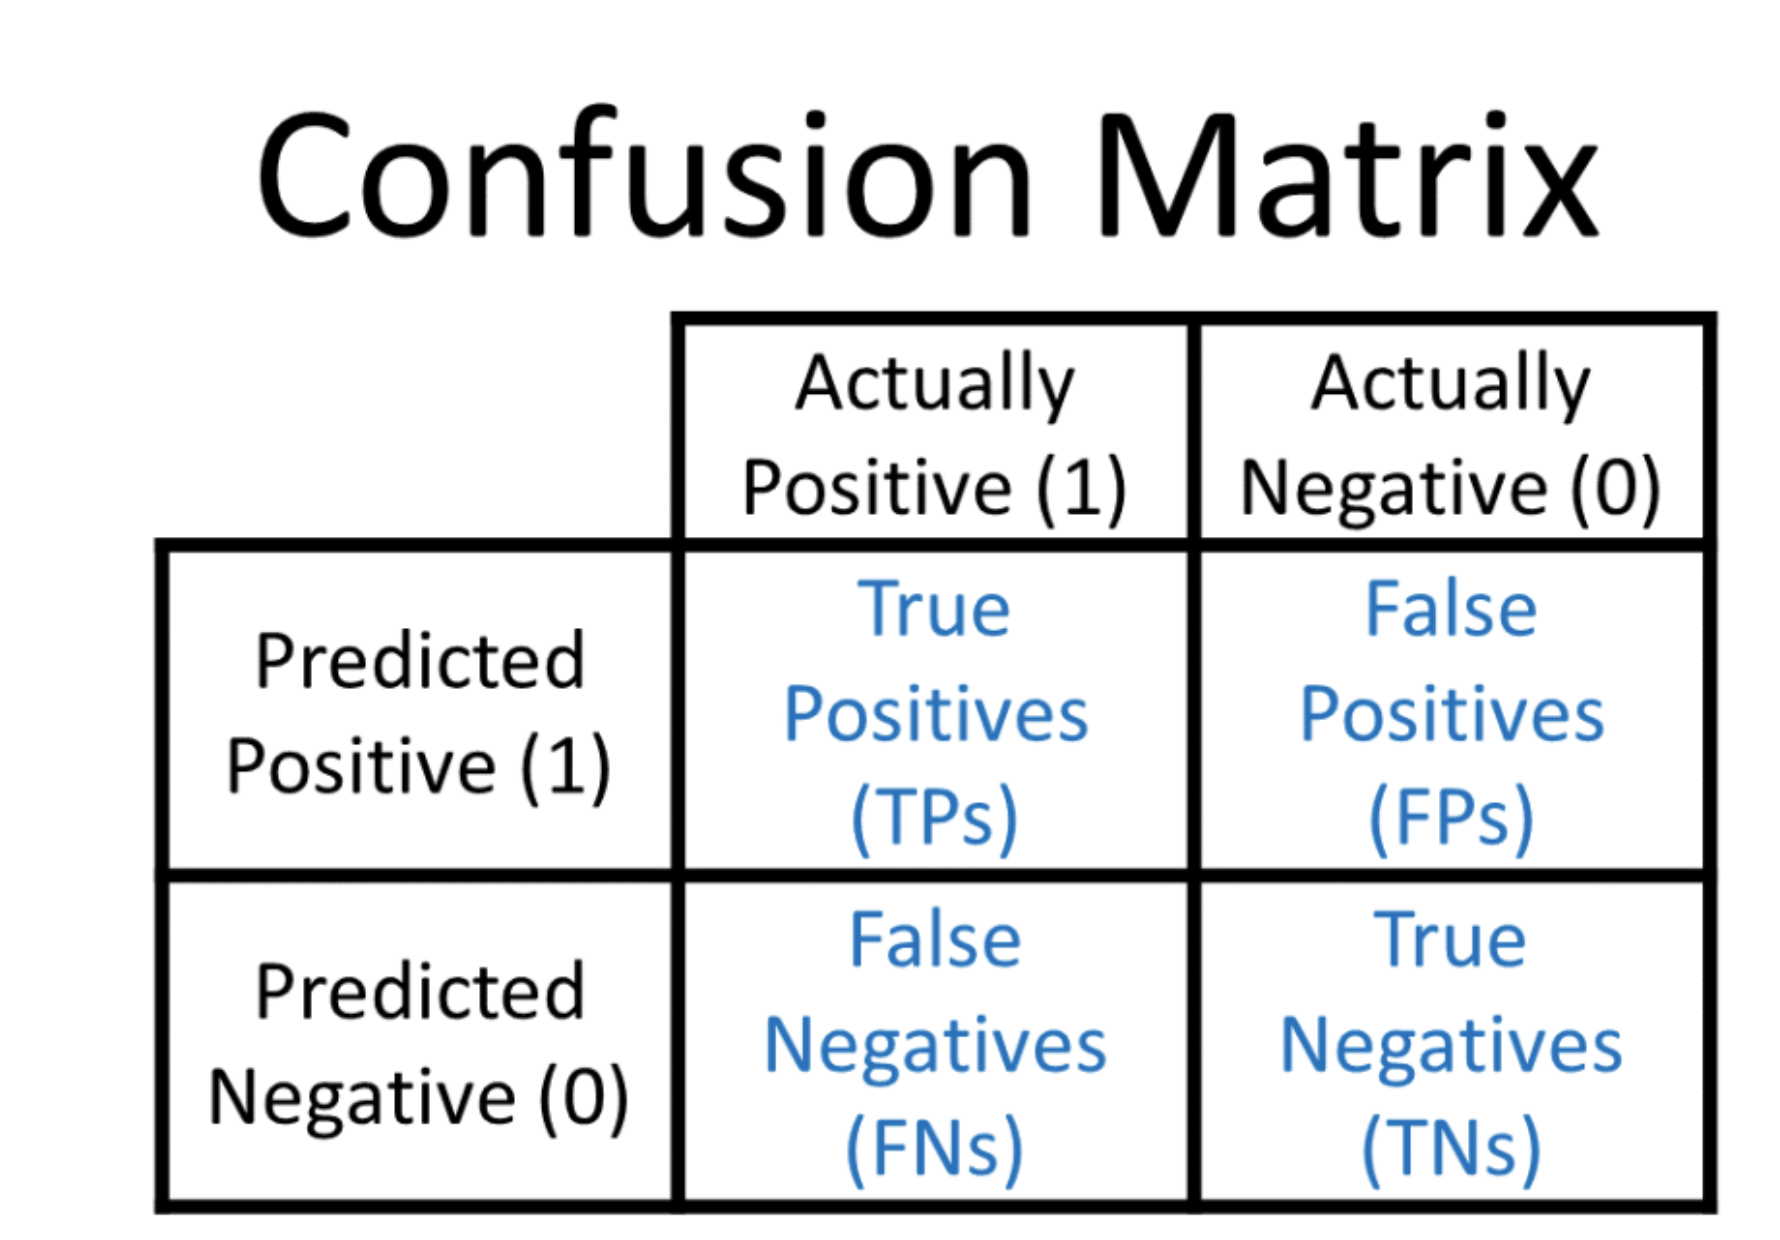 Confusion Matrix
Actually
Positive (1)
Actually
Negative (0)
Predicted
Positive (1)
True
Positives
(TPs)
False
Positives
(FPs)
Predicted
Negative (0)
False
Negatives
(FNs)
True
Negatives
(TNs)